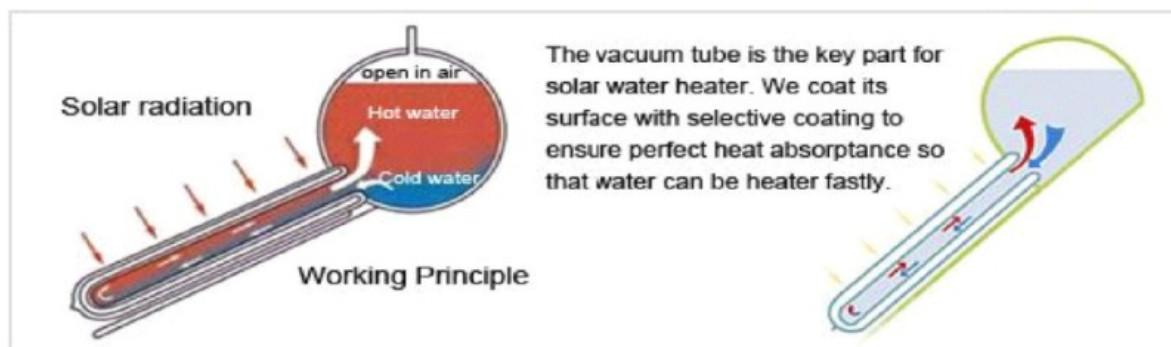 Solar radiation
open in air
Hot water
Cold water
Working Principle
The vacuum tube is the key part for
solar water heater. We coat its
surface with selective coating to
ensure perfect heat absorptance so
that water can be heater fastly.